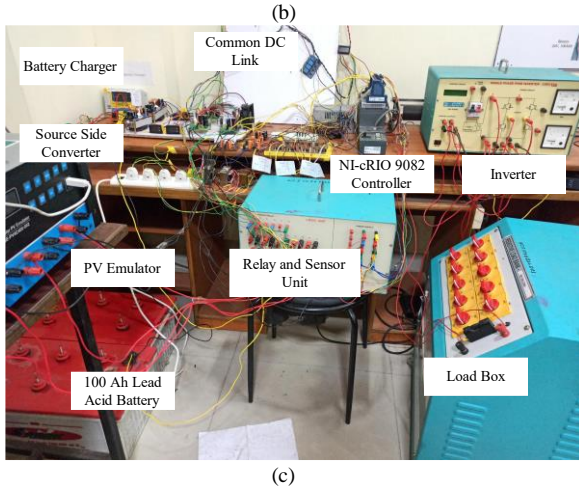 (b)
Common DC
Link
Battery Charger
Source Side
Converter
NI-cRIO 9082
Controller
Inverter
PV Emulator
Relay and Sensor
Unit
100 Ah Lead
Acid Battery
Load Box
(c)